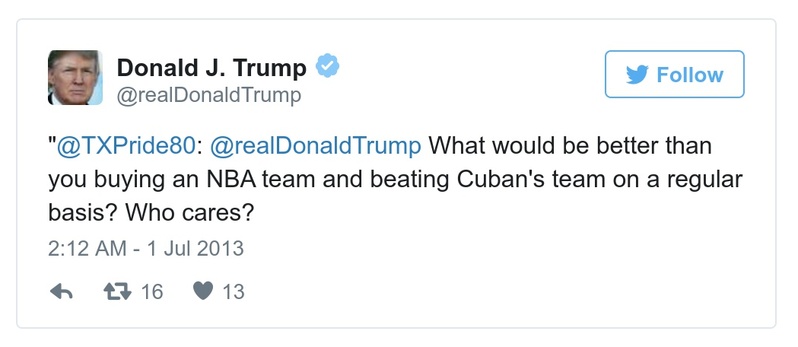 Donald J. Trump
@realDonaldTrump
Follow
"@TXPride80: @realDonaldTrump What would be better than
you buying an NBA team and beating Cuban's team on a regular
basis? Who cares?
2:12 AM - 1 Jul 2013
16 13